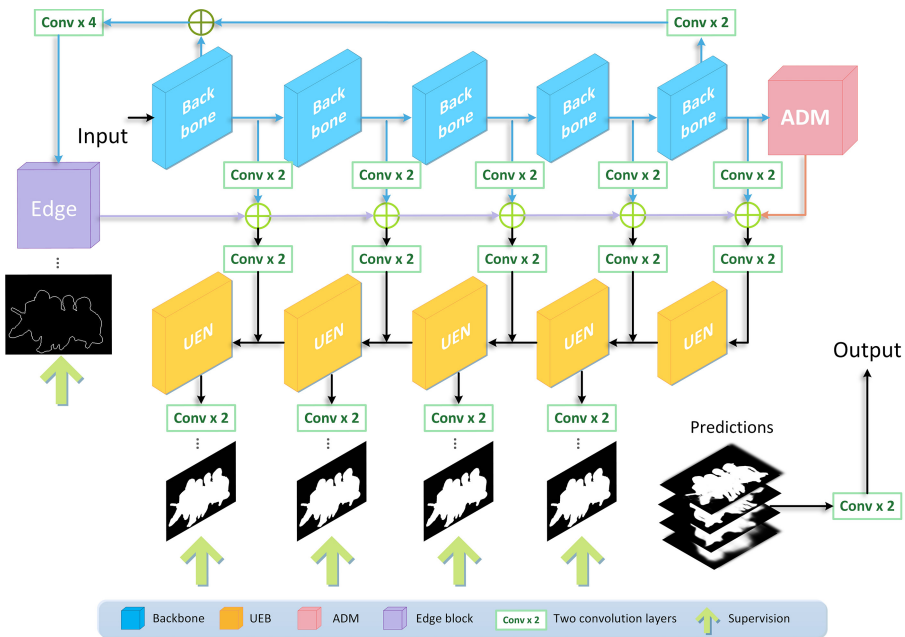 Conv x 4
Conv x 2
Back
bone
Back
bone
Back
bone
Back
bone
Back
bone
ADM
Input
Conv x 2
Conv x 2
Conv x 2
Conv x 2
Conv x 2
Edge
Conv x 2
Conv x 2
Conv x 2
Conv x 2
Conv x 2
UEN
UEN
UEN
UEN
UEN
Output
Conv x 2
Conv x 2
Conv x 2
Conv x 2
Predictions
Conv x 2
Backbone UEB ADM Edge block Conv x 2 Two convolution layers Supervision